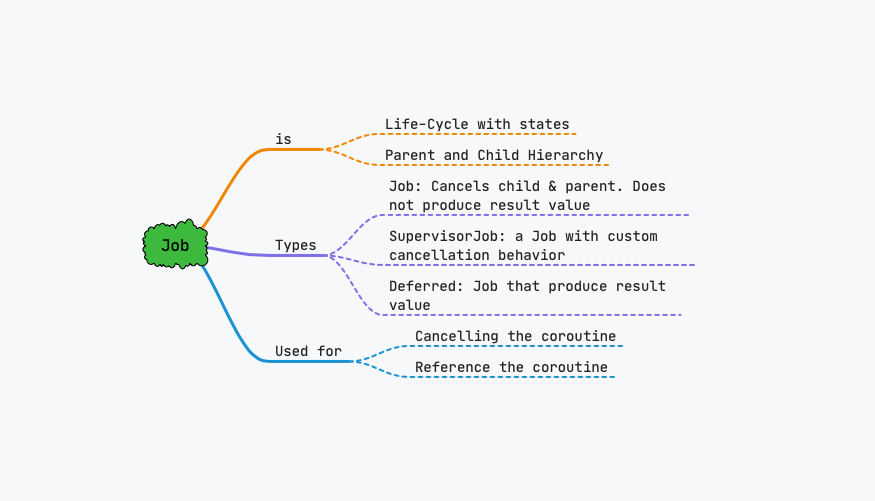 Job
is
Life-Cycle with states
Parent and Child Hierarchy
Types
Job: Cancels child & parent. Does
not produce result value
SupervisorJob: a Job with custom
cancellation behavior
Deferred: Job that produce result
value
Used for
Cancelling the coroutine
Reference the coroutine